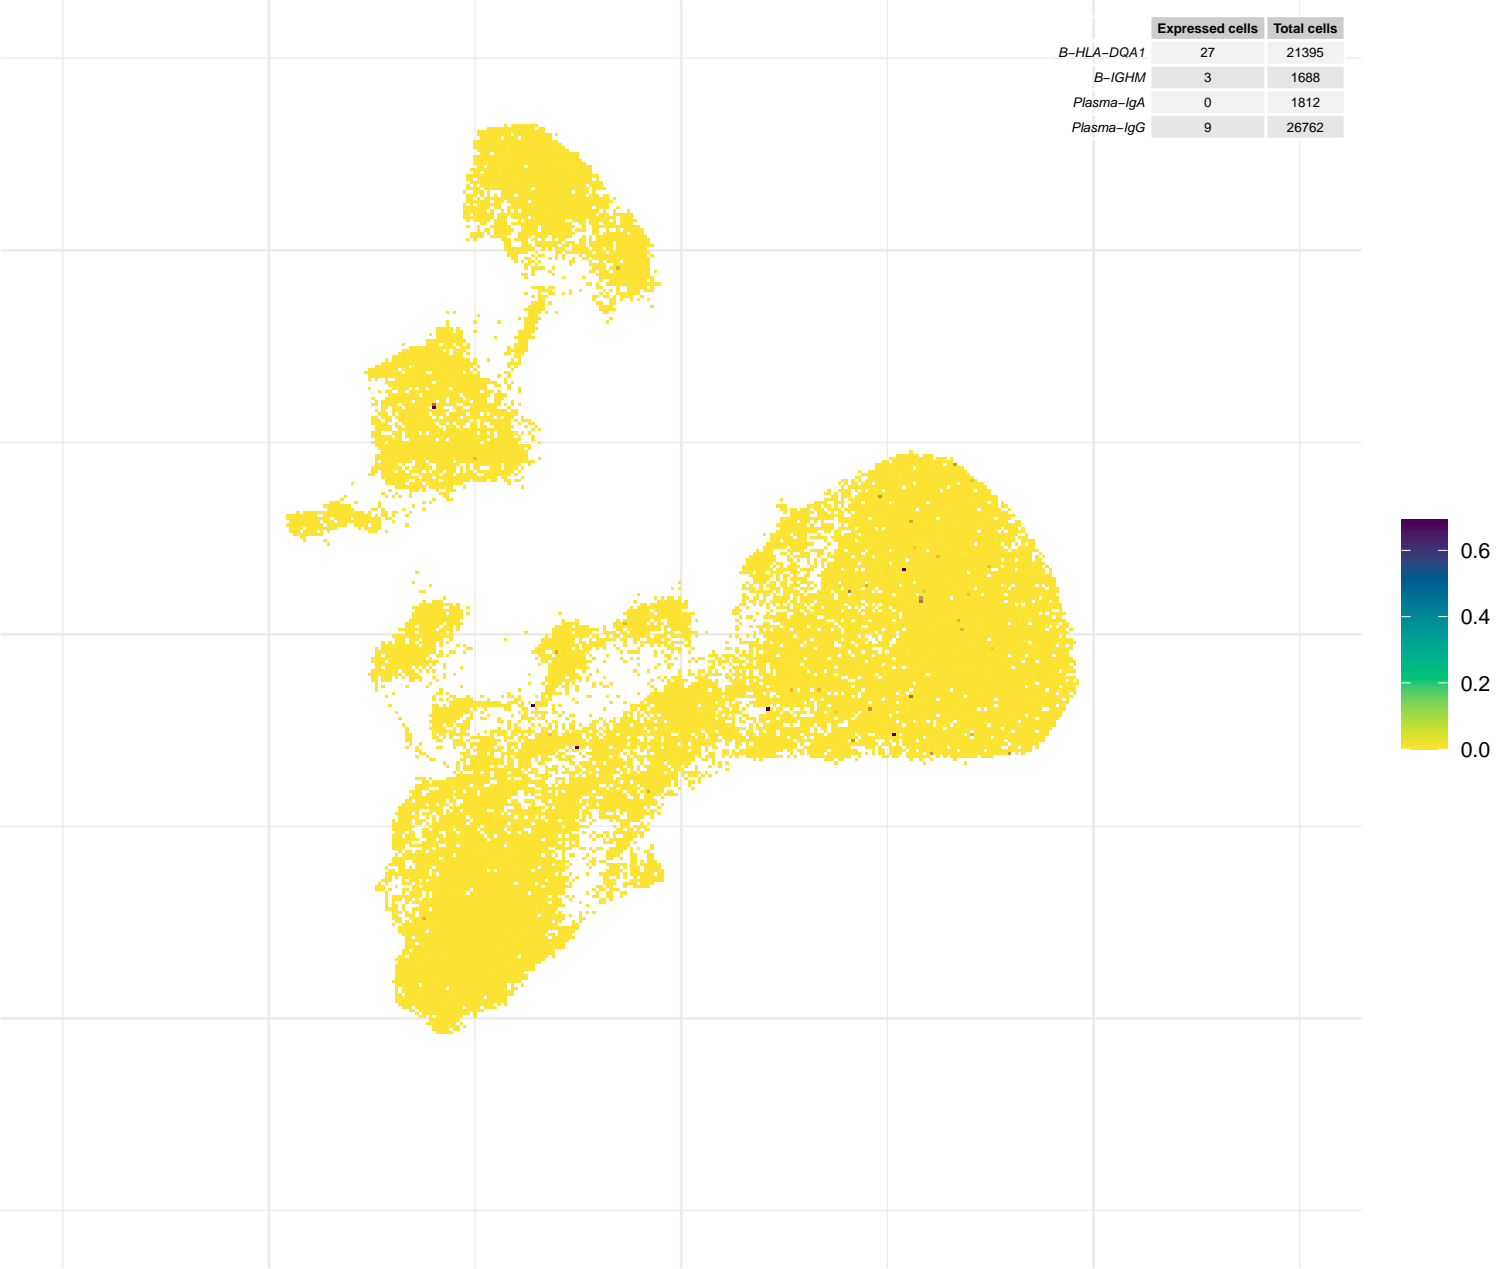 Expressed cells Total cells
B−HLA−DQA1 27 21395
B−IGHM 3 1688
Plasma−IgA 0 1812
Plasma−IgG 9 26762
0.6
0.4
0.2
0.0